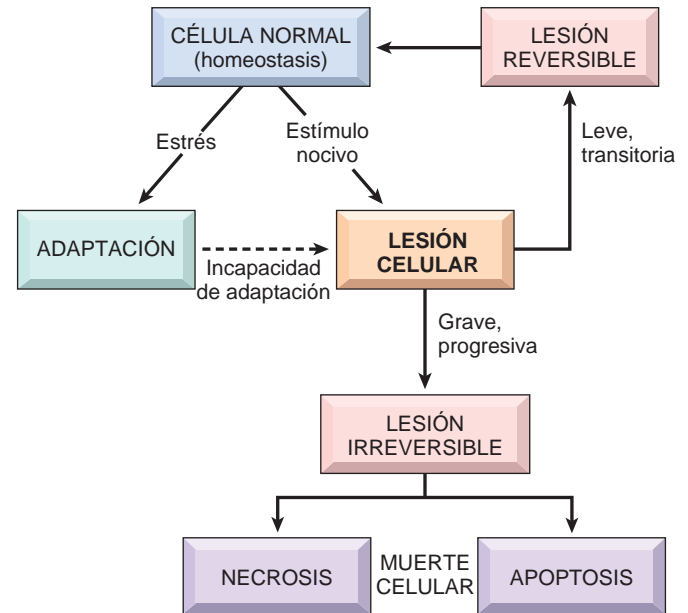 CÉLULA NORMAL
(homeostasis)
LESIÓN
REVERSIBLE
Estrés
Estímulo
nocivo
Leve,
transitoria
ADAPTACIÓN
Incapacidad
de adaptación
LESIÓN
CELULAR
Grave,
progresiva
LESIÓN
IRREVERSIBLE
NECROSIS
MUERTE
CELULAR
APOPTOSIS